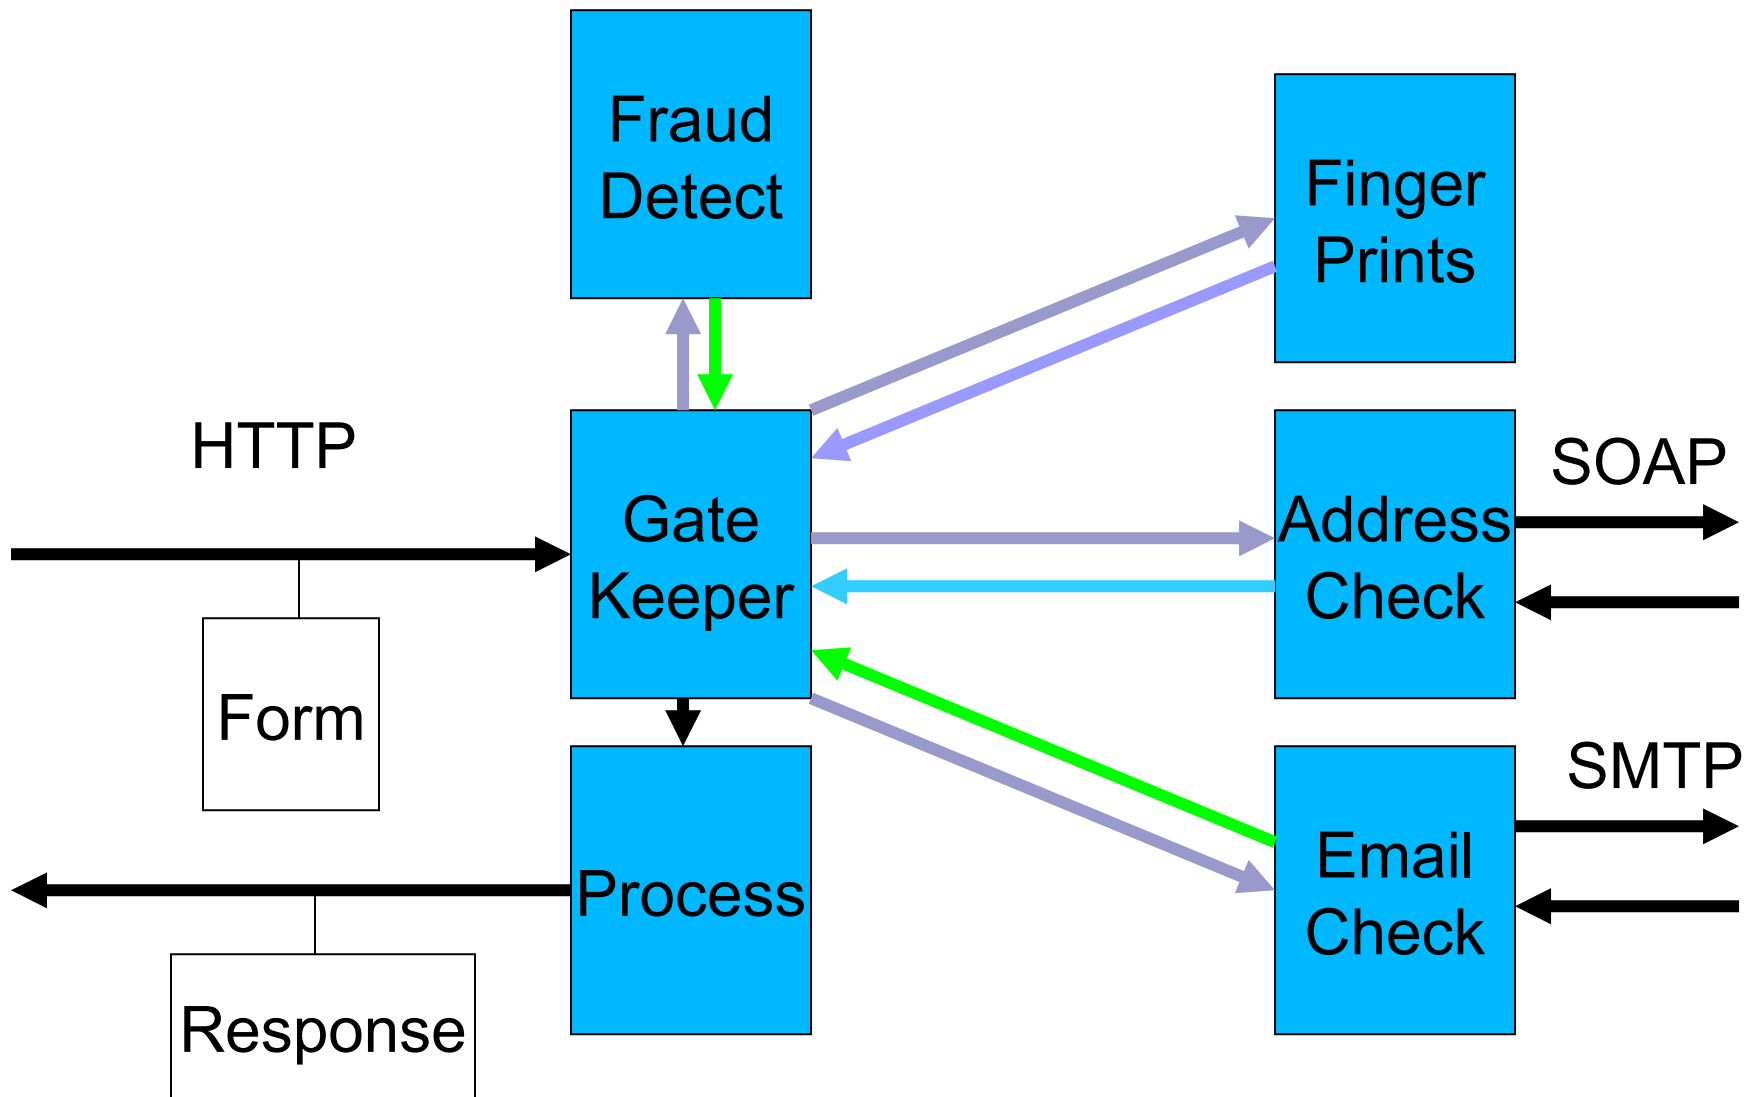 Fraud
Detect
Finger
Prints
HTTP
Gate
Keeper
Address
Check
SOAP
Form
Process
Email
Check
SMTP
Response